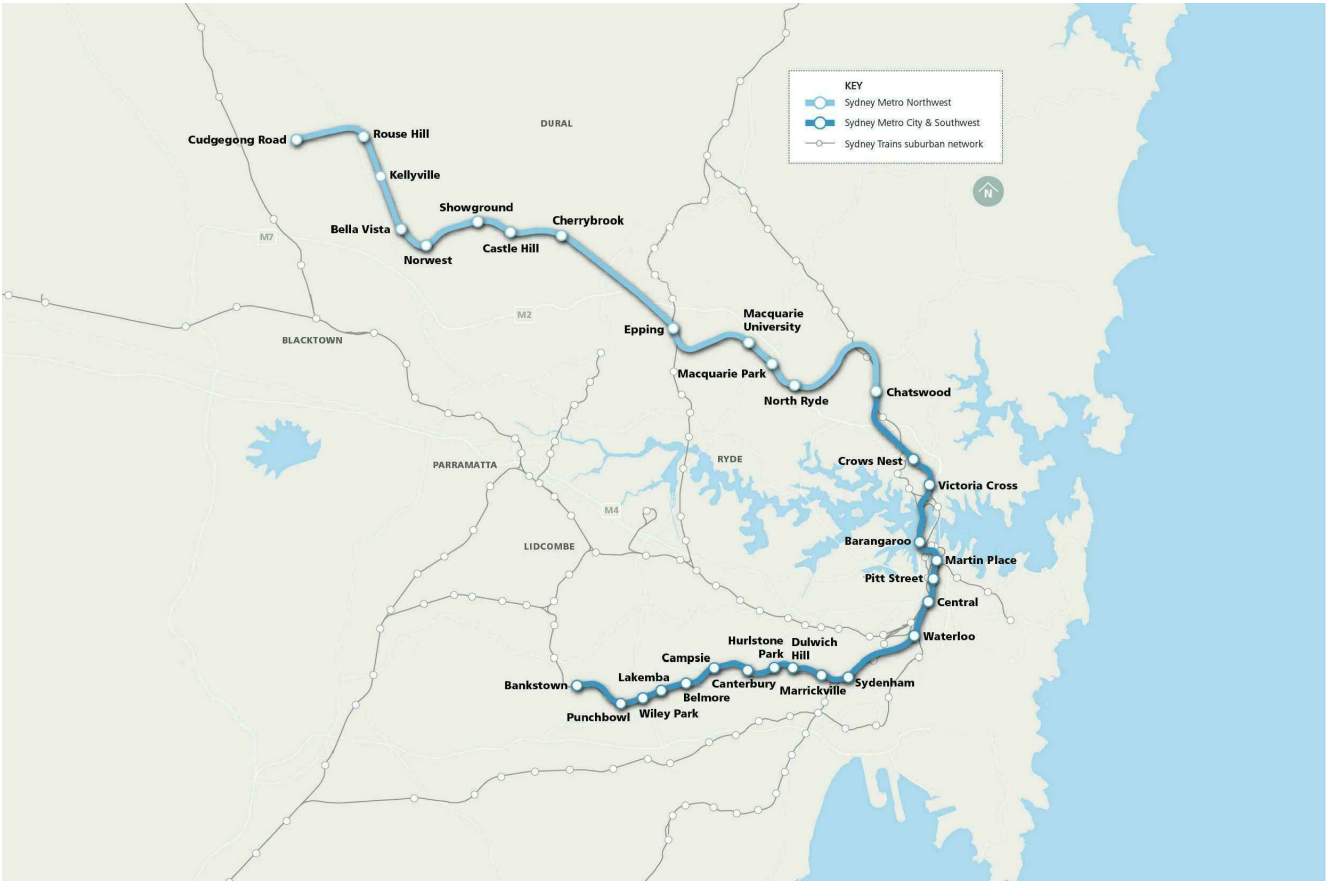 KEY
Sydney Metro Northwest
Sydney Metro City & Southwest
Sydney Trains suburban network
N
DURAL
Cudgegong Road
Rouse Hill
Kellyville
Showground
Cherrybrook
Bella Vista
M7
Norwest
Castle Hill
M2
Macquarie
University
Epping
BLACKTOWN
Macquarie Park
North Ryde
Chatswood
RYDE
Crows Nest
PARRAMATTA
Victoria Cross
M4
Barangaroo
LIDCOMBE
Martin Place
Pitt Street
Central
Waterloo
Hurlstone
Park
Dulwich
Hill
Campsie
Lakemba
Bankstown
Canterbury
Sydenham
Marrickville
Belmore
Wiley Park
Punchbowl